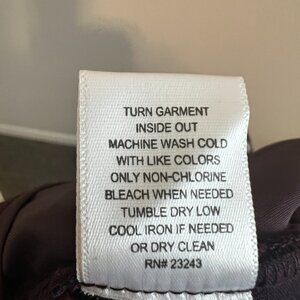 TURN GARMENT
INSIDE OUT
MACHINE WASH COLD
WITH LIKE COLORS
ONLY NON-CHLORINE
BLEACH WHEN NEEDED
TUMBLE DRY LOW
COOL IRON IF NEEDED
OR DRY CLEAN
RN# 23243